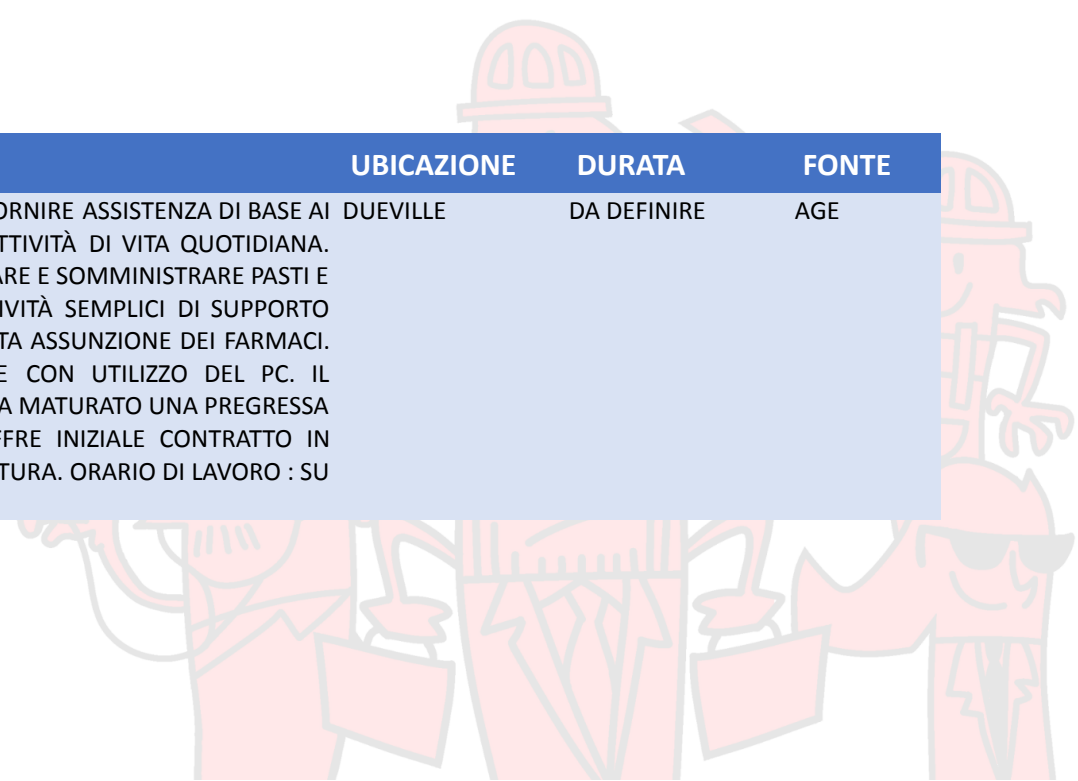 UBICAZIONE DURATA FONTE
ORNIRE ASSISTENZA DI BASE AI DUEVILLE DA DEFINIRE AGE
TTIVITÀ DI VITA QUOTIDIANA.
ARE E SOMMINISTRARE PASTI E
IVITÀ SEMPLICI DI SUPPORTO
TA ASSUNZIONE DEI FARMACI.
E CON UTILIZZO DEL PC. IL
A MATURATO UNA PREGRESSA
FFRE INIZIALE CONTRATTO IN
TURA. ORARIO DI LAVORO : SU